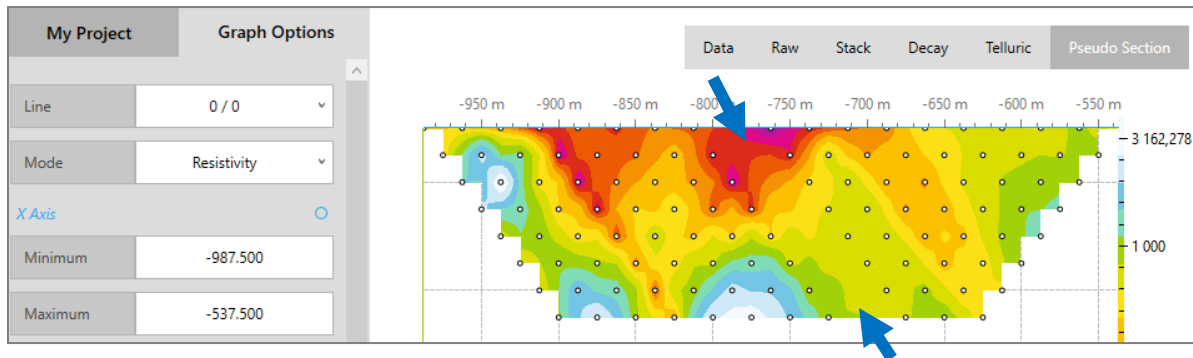 My Project
Graph Options
Line
0 / 0
Mode
Resistivity
X Axis
Minimum
-987.500
Maximum
-537.500
Data Raw Stack Decay Telluric Pseudo Section
-950 m -900 m -850 m -800 m -750 m -700 m -650 m -600 m -550 m
3 162,278
1 000